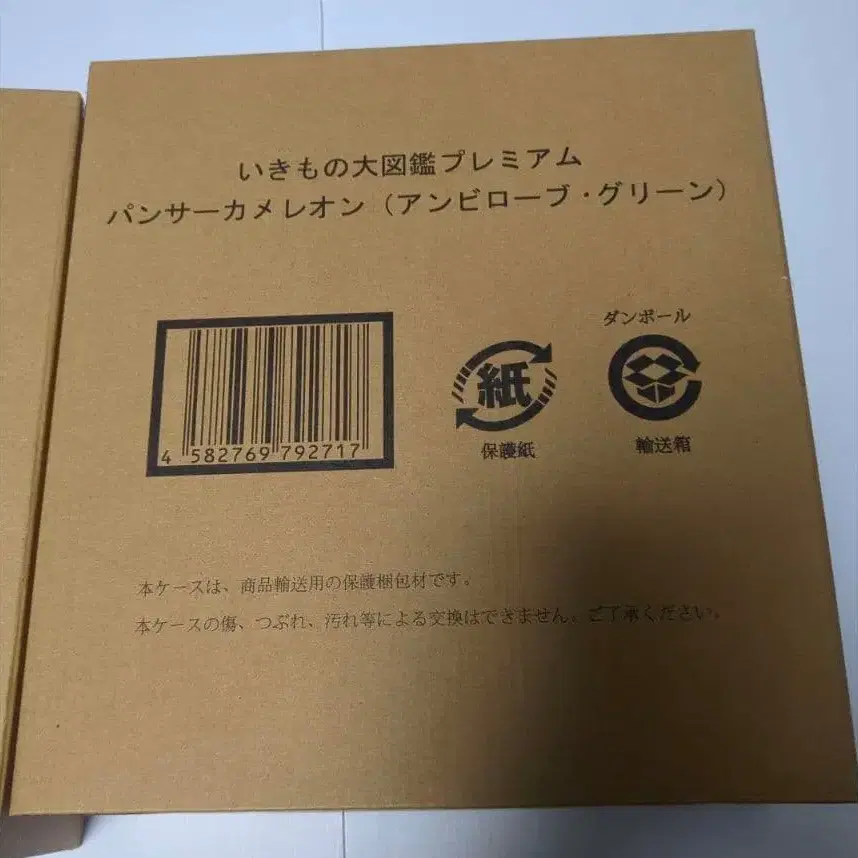 いきもの大図鑑プレミアム
パンサーカメレオン（アンビローブ・グリーン）
ダンボール
紙
4 582769 792717
保護紙
輸送箱
本ケースは、商品輸送用の保護梱包材です。
本ケースの傷、つぶれ、汚れ等による交換はできません。ご了承ください。